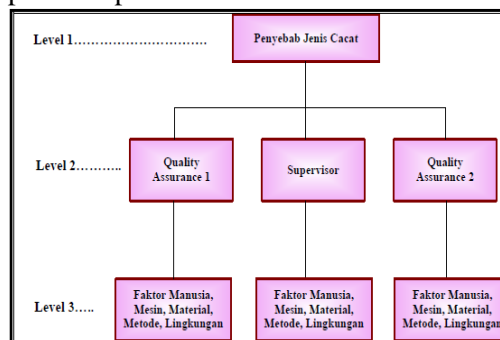 Level 1................................
Penyebab Jenis Cacat
Level 2...........
Quality
Assurance 1
Supervisor
Quality
Assurance 2
Level 3.....
Faktor Manusia,
Mesin, Material,
Metode, Lingkungan
Faktor Manusia,
Mesin, Material,
Metode, Lingkungan
Faktor Manusia,
Mesin, Material,
Metode, Lingkungan